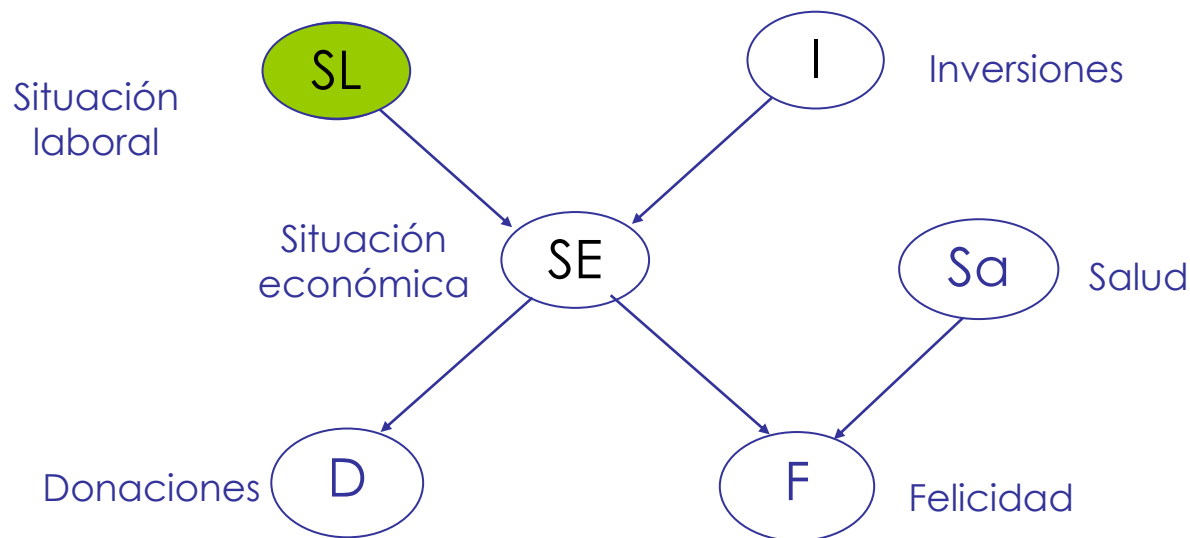 SL
I
Inversiones
Situación
laboral
Situación
económica
SE
Sa
Salud
Donaciones
D
F
Felicidad